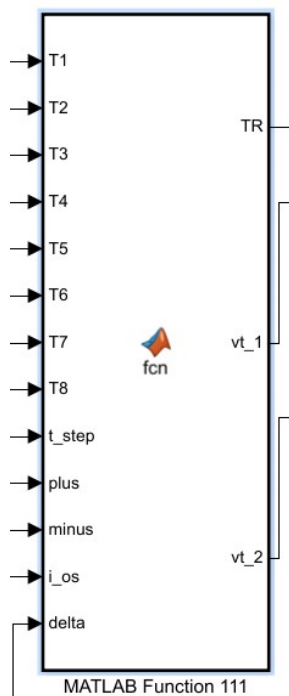 T1
T2
T3
TR
T4
T5
T6
T7
vt_1
fcn
T8
t_step
plus
minus
vt_2
i_os
delta
MATLAB Function 111